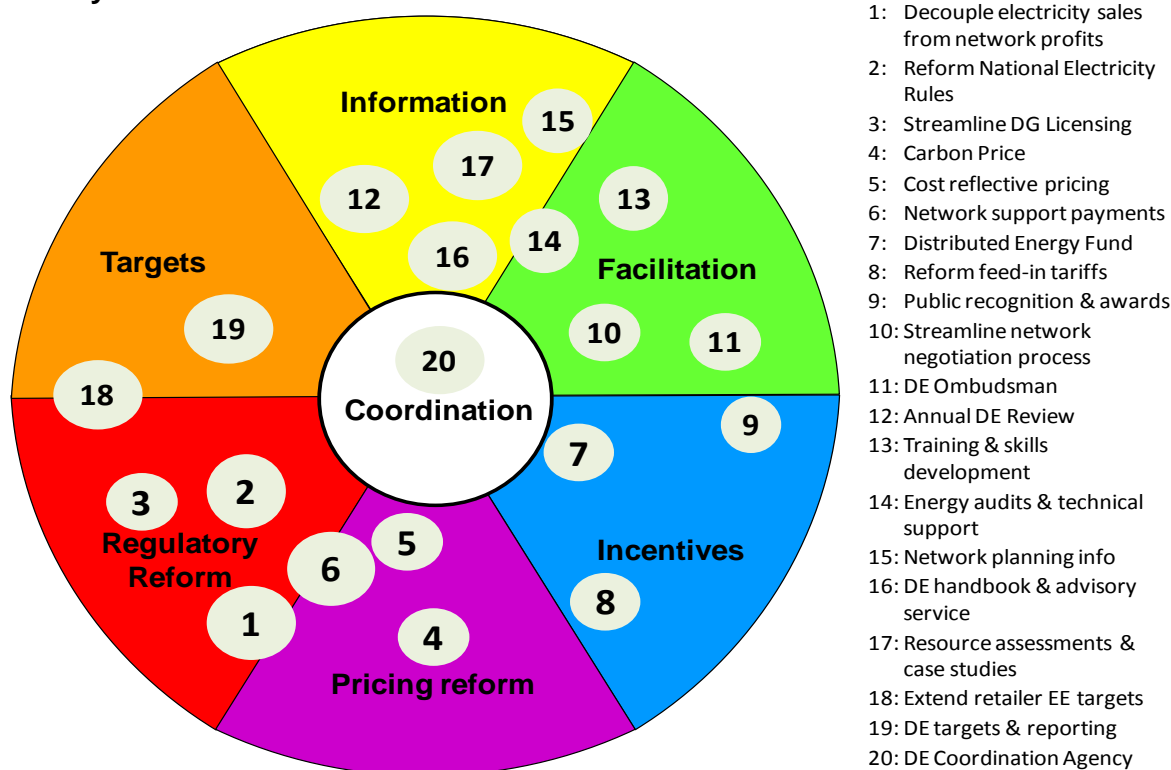 Information
15
17
12
13
16
14
Targets
Facilitation
19
10
11
20
18
Coordination
9
7
3
2
5
Regulatory
Reform
6
Incentives
1
8
4
Pricing reform
1: Decouple electricity sales
from network profits
2: Reform National Electricity
Rules
3: Streamline DG Licensing
4: Carbon Price
5: Cost reflective pricing
6: Network support payments
7: Distributed Energy Fund
8: Reform feed-in tariffs
9: Public recognition & awards
10: Streamline network
negotiation process
11: DE Ombudsman
12: Annual DE Review
13: Training & skills
development
14: Energy audits & technical
support
15: Network planning info
16: DE handbook & advisory
service
17: Resource assessments &
case studies
18: Extend retailer EE targets
19: DE targets & reporting
20: DE Coordination Agency